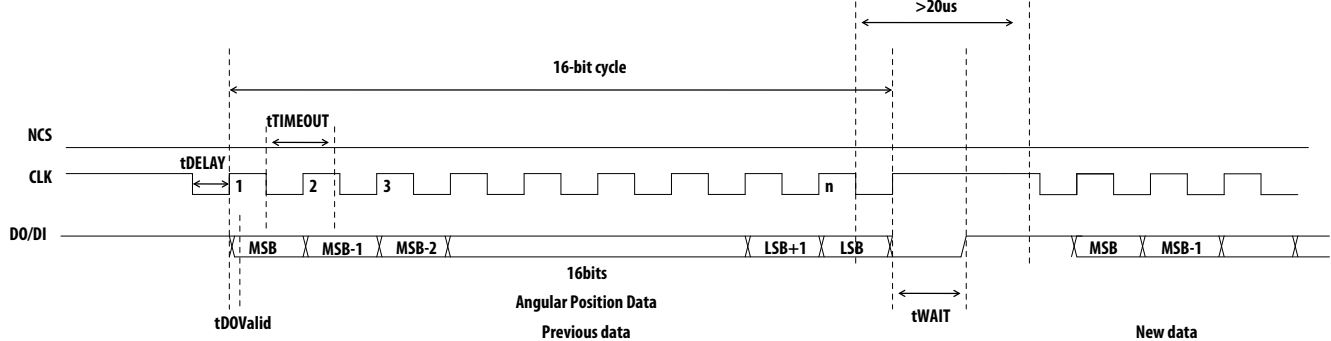 >20us
16-bit cycle
tTIMEOUT
NCS
tDELAY
CLK 1 2 3 n
DO/DI MSB MSB-1 MSB-2 LSB+1 LSB MSB MSB-1
16bits
Angular Position Data
tWAIT
tDOValid
Previous data New data